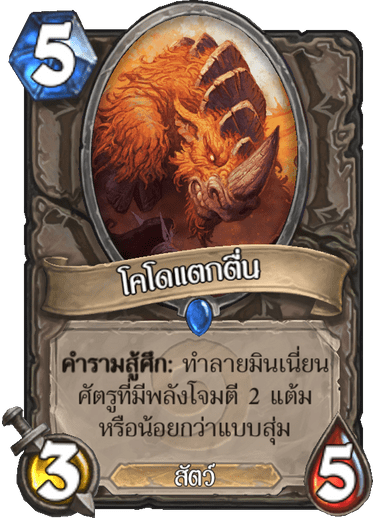 5
โคโดแตกตื่น
คำรามสู้ศึก: ทำลายมินเนี่ยน
ศัตรูที่มีพลังโจมตี 2 แต้ม
หรือน้อยกว่าแบบสุ่ม
3
สัตว์
5